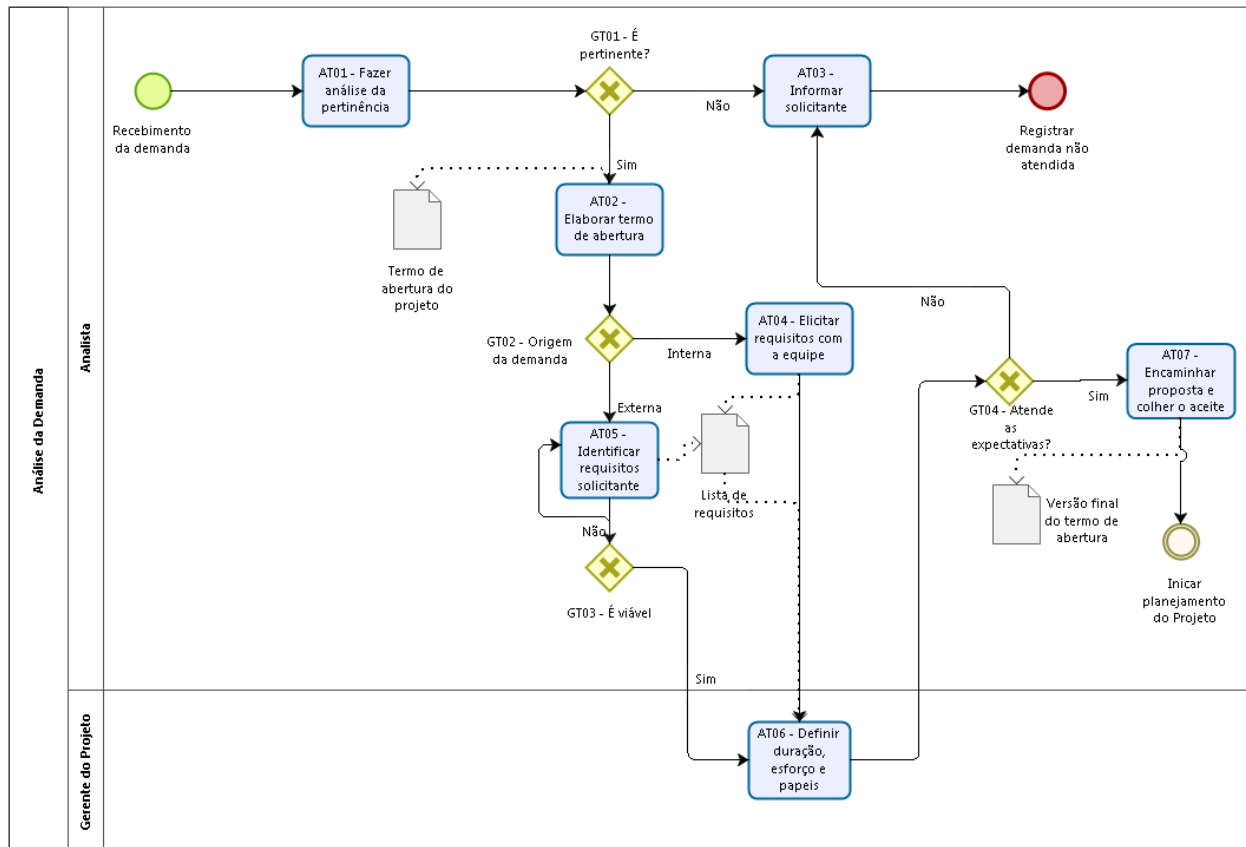 Análise da Demanda
Analista
Gerente do Projeto
Recebimento
da demanda
AT01 - Fazer
análise da
pertinência
GT01 - É
pertinente?
Não
Sim
AT03 -
Informar
solicitante
Registrar
demanda não
atendida
AT02 -
Elaborar termo
de abertura
Termo de
abertura do
projeto
GT02 - Origem
da demanda
Interna
Externa
AT04 - Elicitar
requisitos com
a equipe
AT05 -
Identificar
requisitos
solicitante
Lista de
requisitos
Não
GT03 - É viável
Sim
AT06 - Definir
duração,
esforço e
papeis
Não
GT04 - Atende
as
expectativas?
Sim
AT07 -
Encaminhar
proposta e
colher o aceite
Versão final
do termo de
abertura
Inicar
planejamento
do Projeto